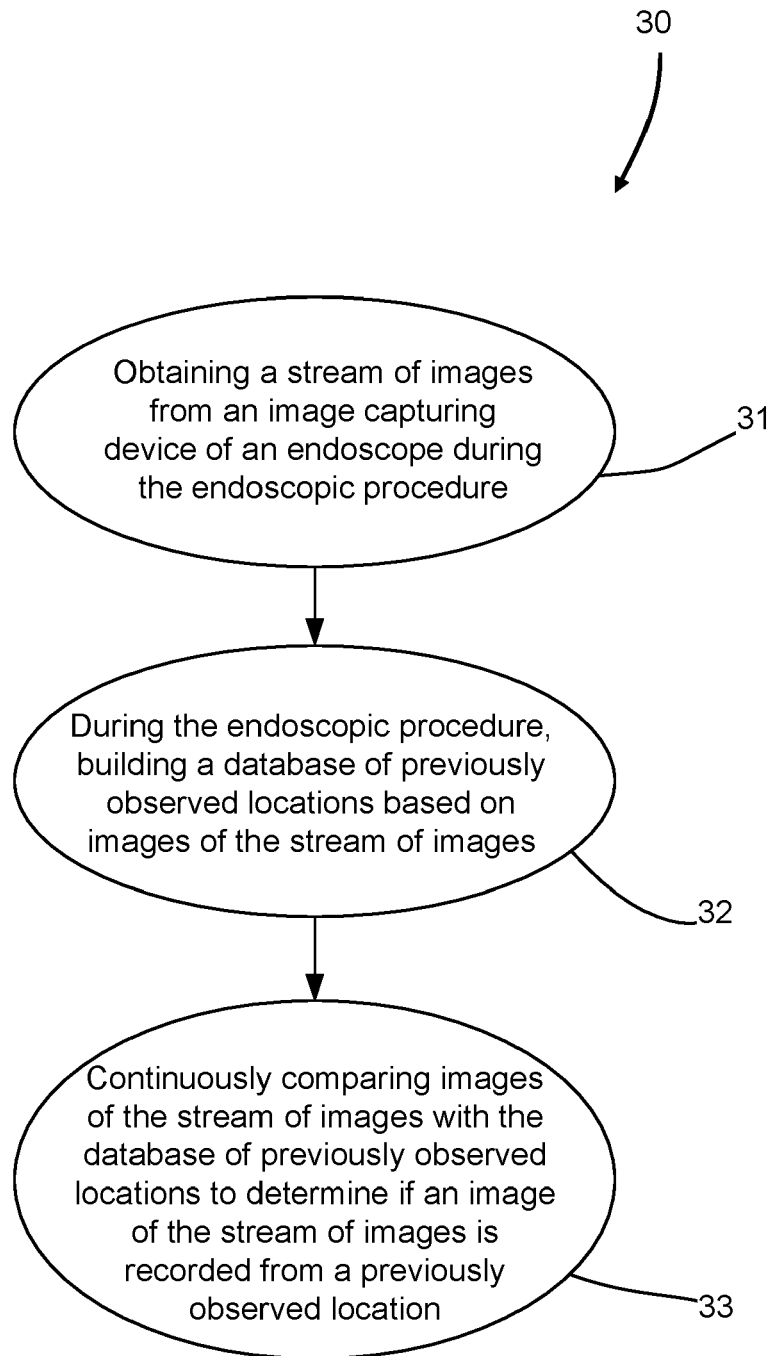 30
Obtaining a stream of images
from an image capturing
device of an endoscope during
the endoscopic procedure
31
During the endoscopic procedure,
building a database of previously
observed locations based on
images of the stream of images
32
Continuously comparing images
of the stream of images with the
database of previously observed
locations to determine if an image
of the stream of images is
recorded from a previously
observed location
33